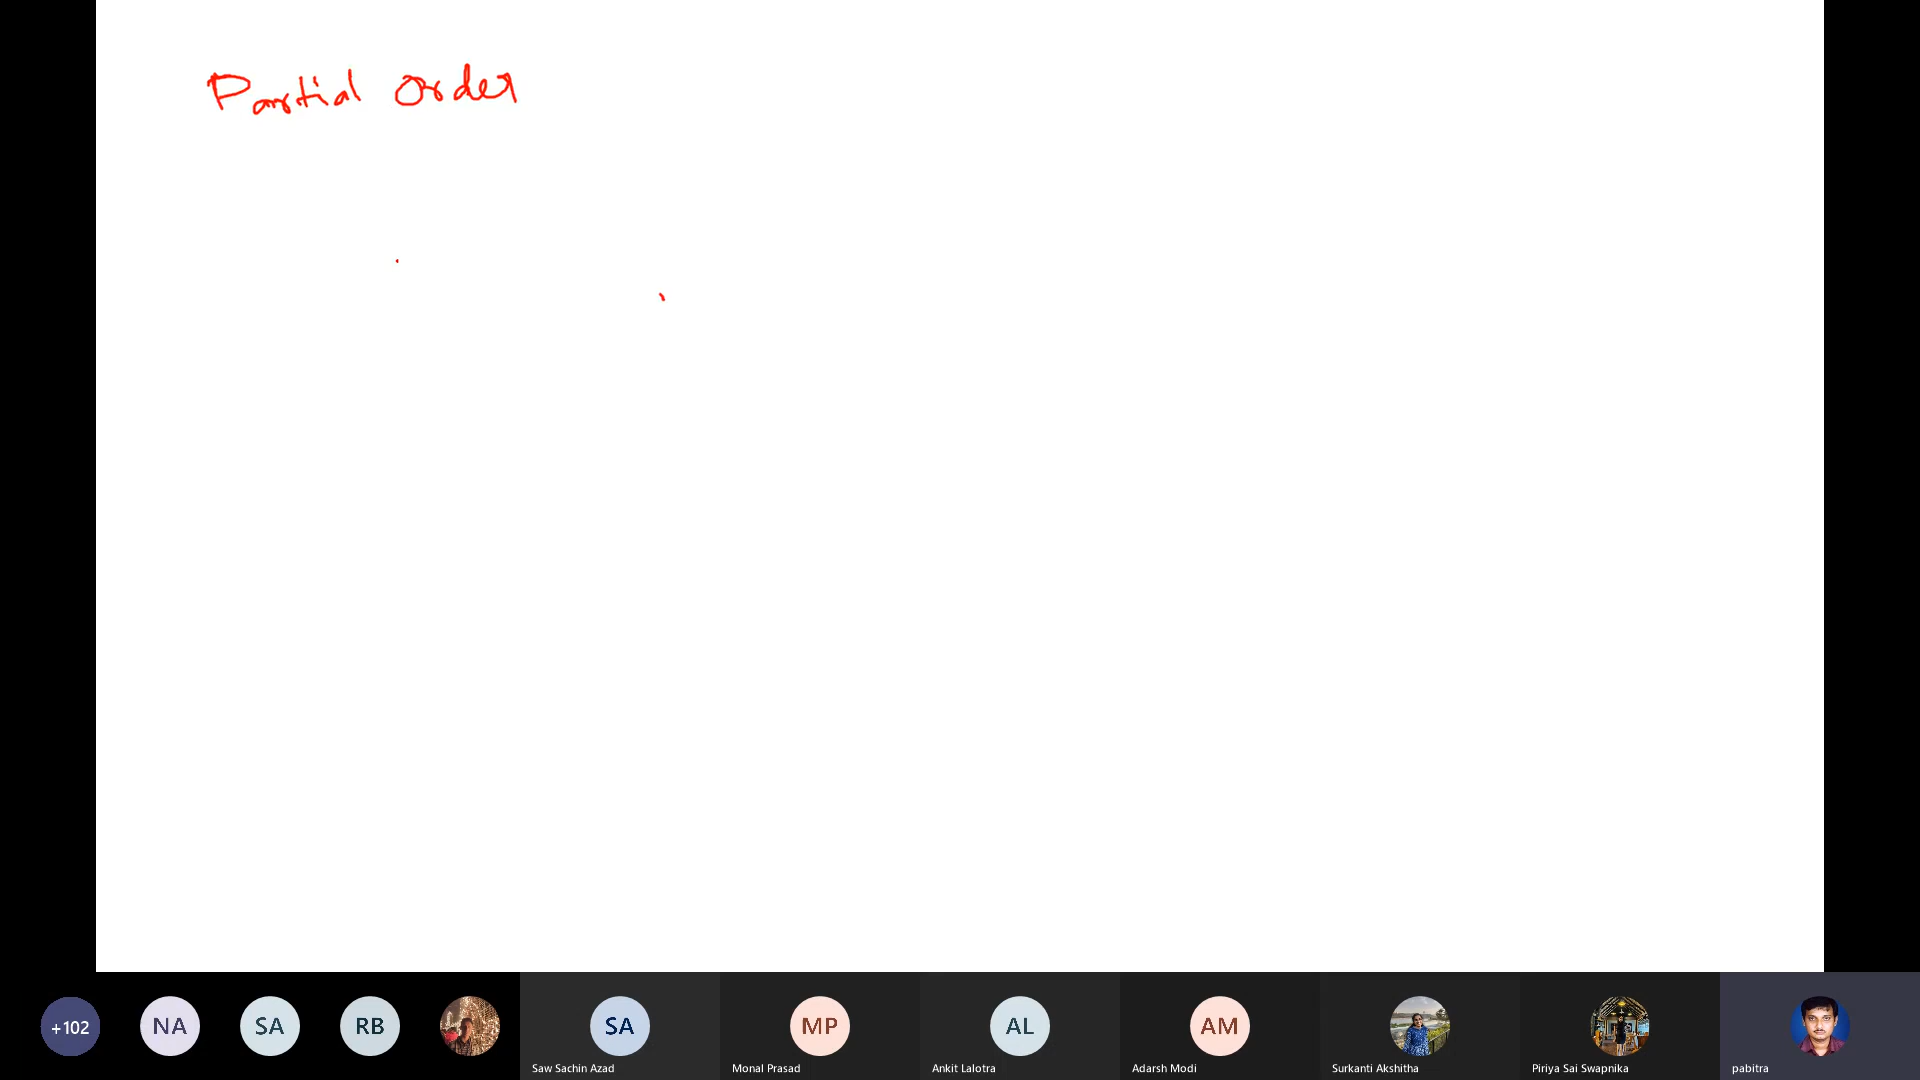 Partial Order
+102
NA
SA
RB
SA
MP
AL
AM
Saw Sachin Azad
Monal Prasad
Ankit Lalotra
Adarsh Modi
Surkanti Akshitha
Piriya Sai Swapnika
pabitra